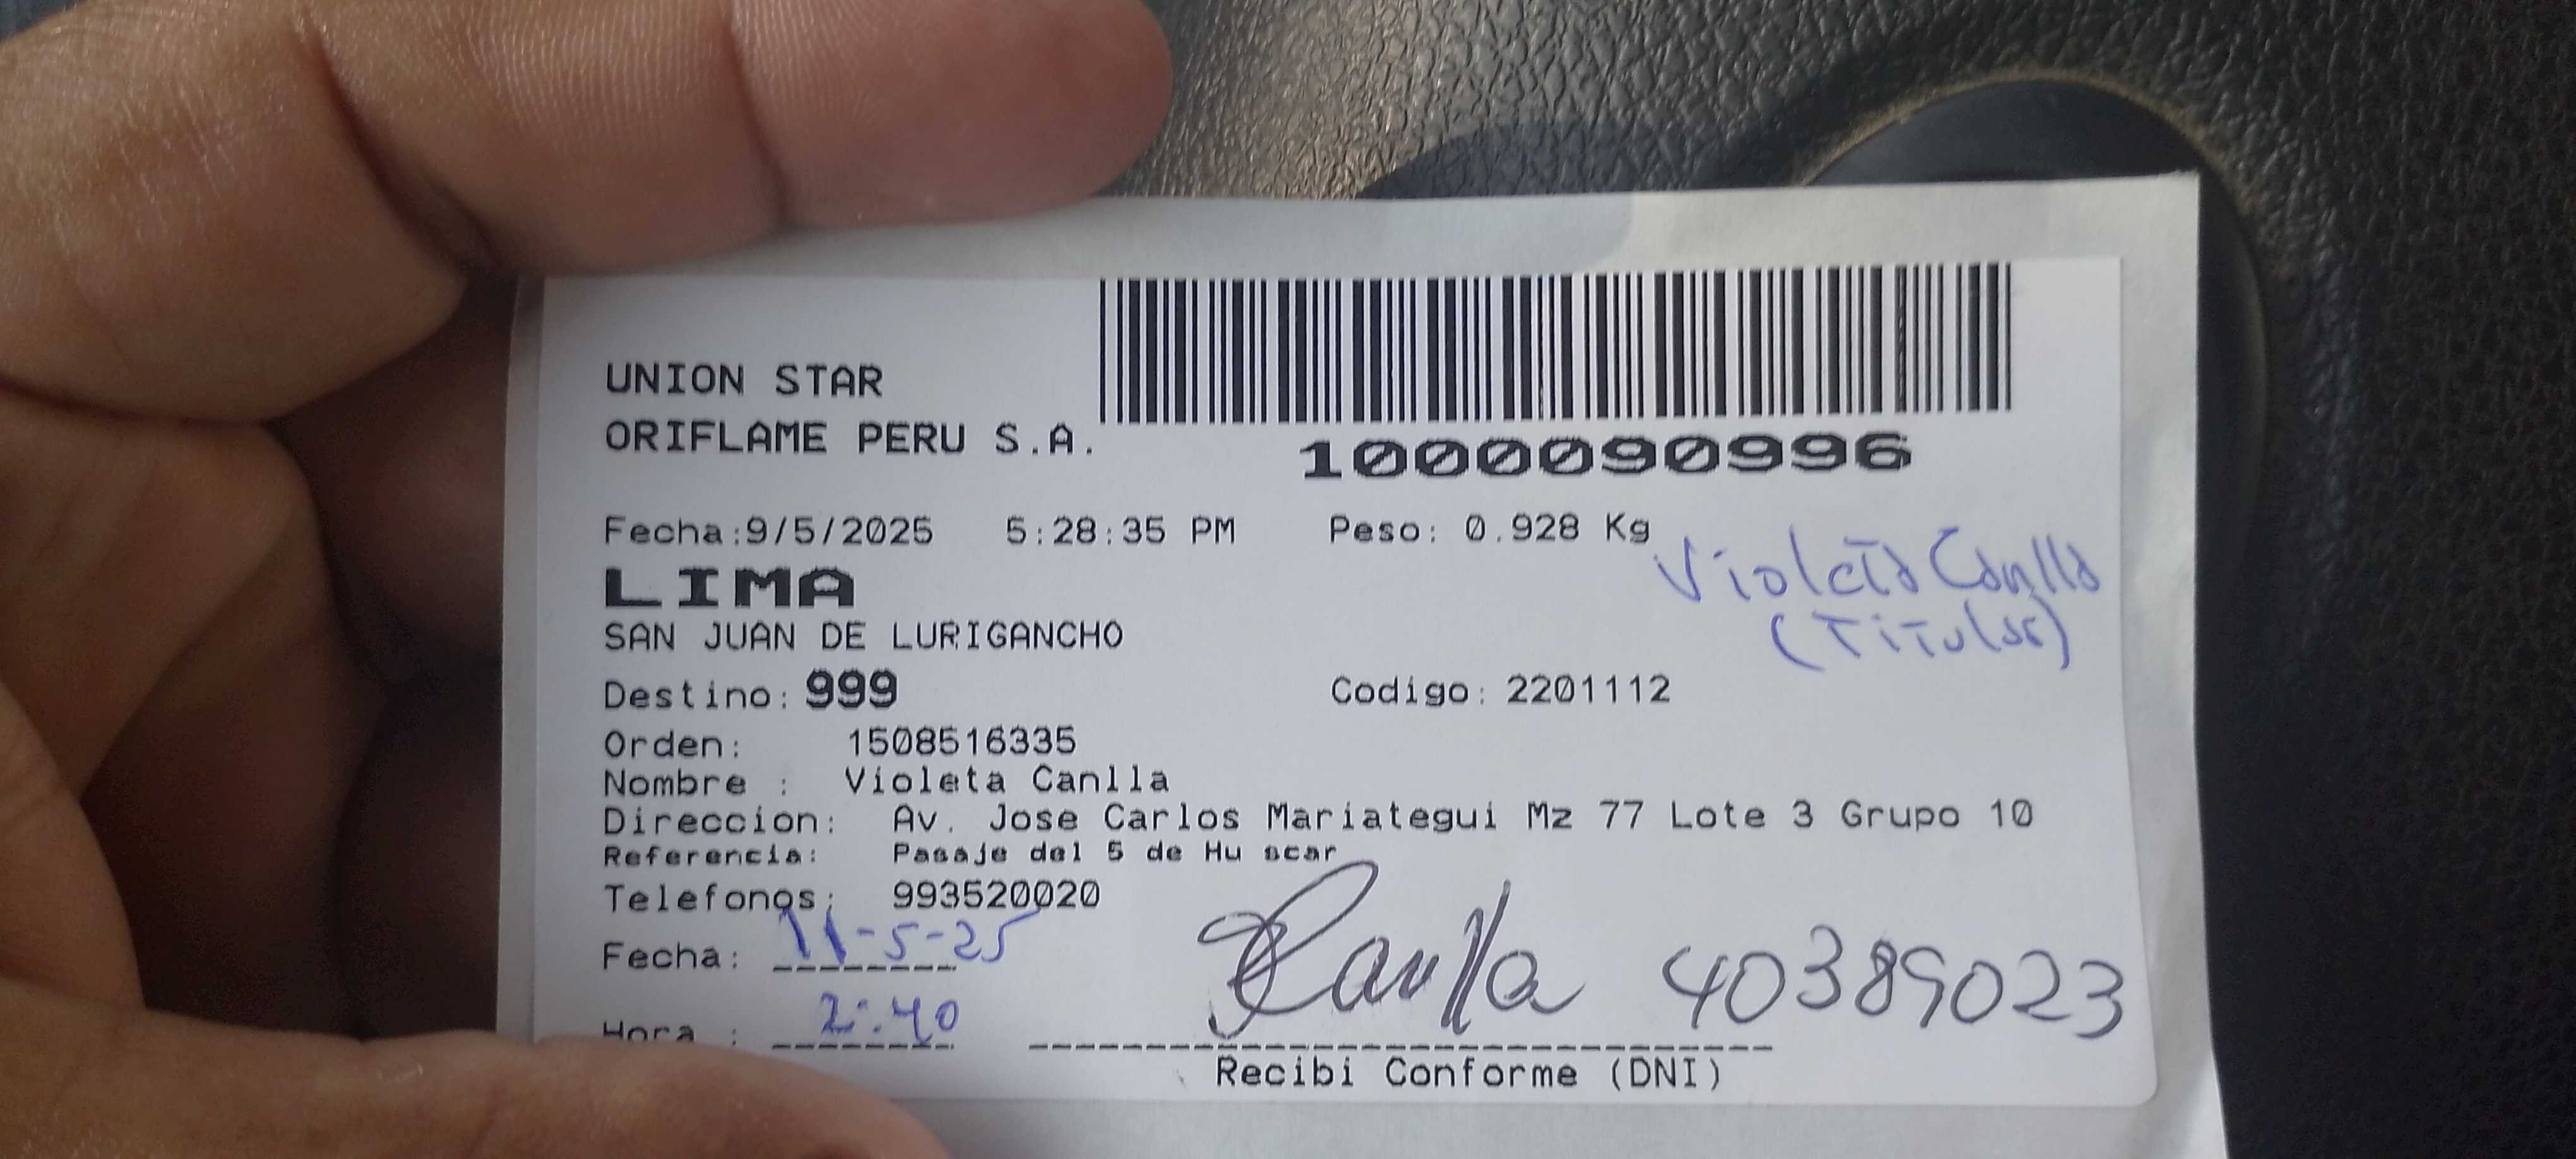 UNION STAR
ORIFLAME PERU S.A.
1000090996
Fecha:9/5/2025 5:28:35 PM Peso: 0.928 Kg
Violeta Canlla
(Titular)
LIMA
SAN JUAN DE LURIGANCHO
Destino: 999 Codigo: 2201112
Orden: 1508516335
Nombre : Violeta Canlla
Direccion: Av. Jose Carlos Mariategui Mz 77 Lote 3 Grupo 10
Referencia: Pasaje del 5 de Hu scar
Telefonos: 993520020
Fecha: 11-5-25
Hora : 2:40
Canlla 40389023
Recibi Conforme (DNI)